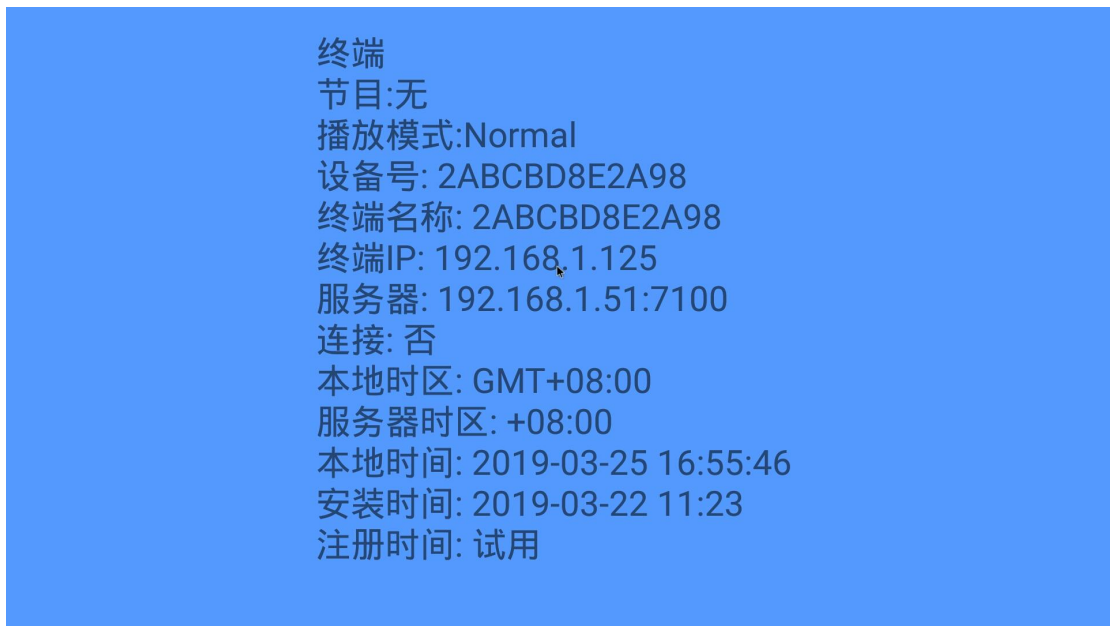 终端
节目:无
播放模式:Normal
设备号: 2ABCBD8E2A98
终端名称: 2ABCBD8E2A98
终端IP: 192.168.1.125
服务器: 192.168.1.51:7100
连接: 否
本地时区: GMT+08:00
服务器时区: +08:00
本地时间: 2019-03-25 16:55:46
安装时间: 2019-03-22 11:23
注册时间: 试用